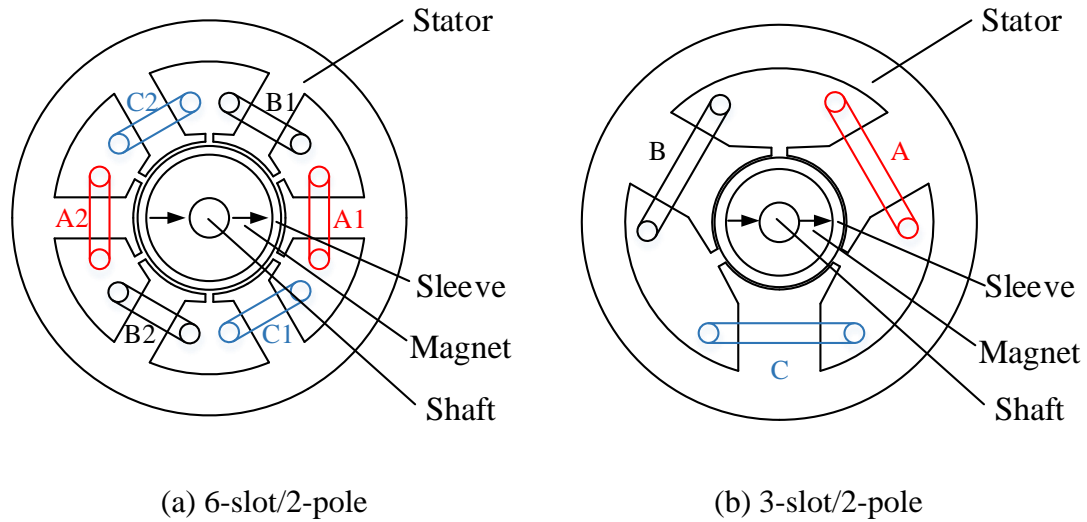 Stator
C2
B1
A2
A1
B2
C1
Sleeve
Magnet
Shaft
(a) 6-slot/2-pole
Stator
B
A
C
Sleeve
Magnet
Shaft
(b) 3-slot/2-pole